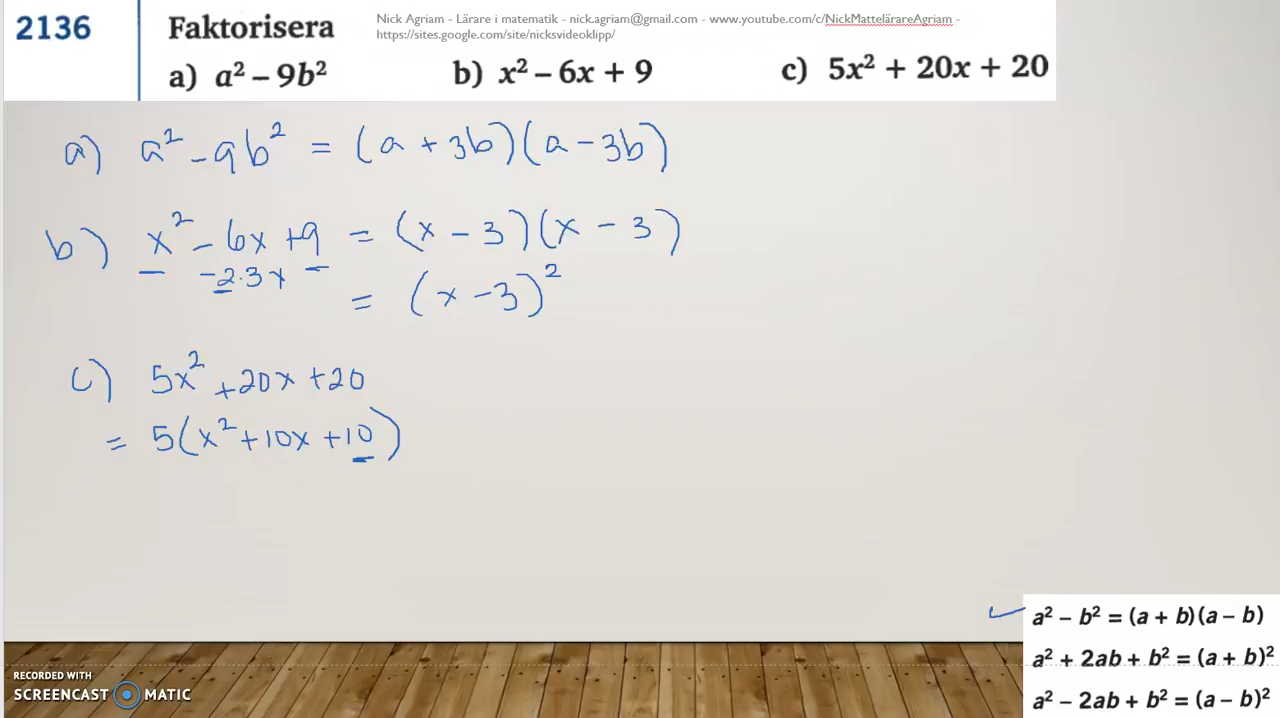 2136 Faktorisera
Nick Agriam - Lärare i matematik - nick.agriam@gmail.com - www.youtube.com/c/NickMattelärareAgriam -
https://sites.google.com/site/nicksvideoklipp/
a) a² – 9b² b) x² – 6x + 9 c) 5x² + 20x + 20
a) a² - 9b² = (a + 3b)(a - 3b)
b) x² - 6x + 9 = (x - 3)(x - 3)
-2·3x
= (x - 3)²
c) 5x² + 20x + 20
= 5(x² + 10x + 10)
a² – b² = (a + b)(a – b)
a² + 2ab + b² = (a + b)²
a² – 2ab + b² = (a – b)²
RECORDED WITH
SCREENCAST MATIC